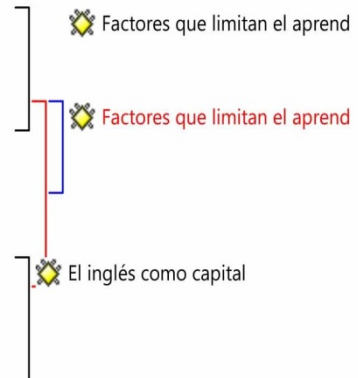 Factores que limitan el aprend
Factores que limitan el aprend
El inglés como capital